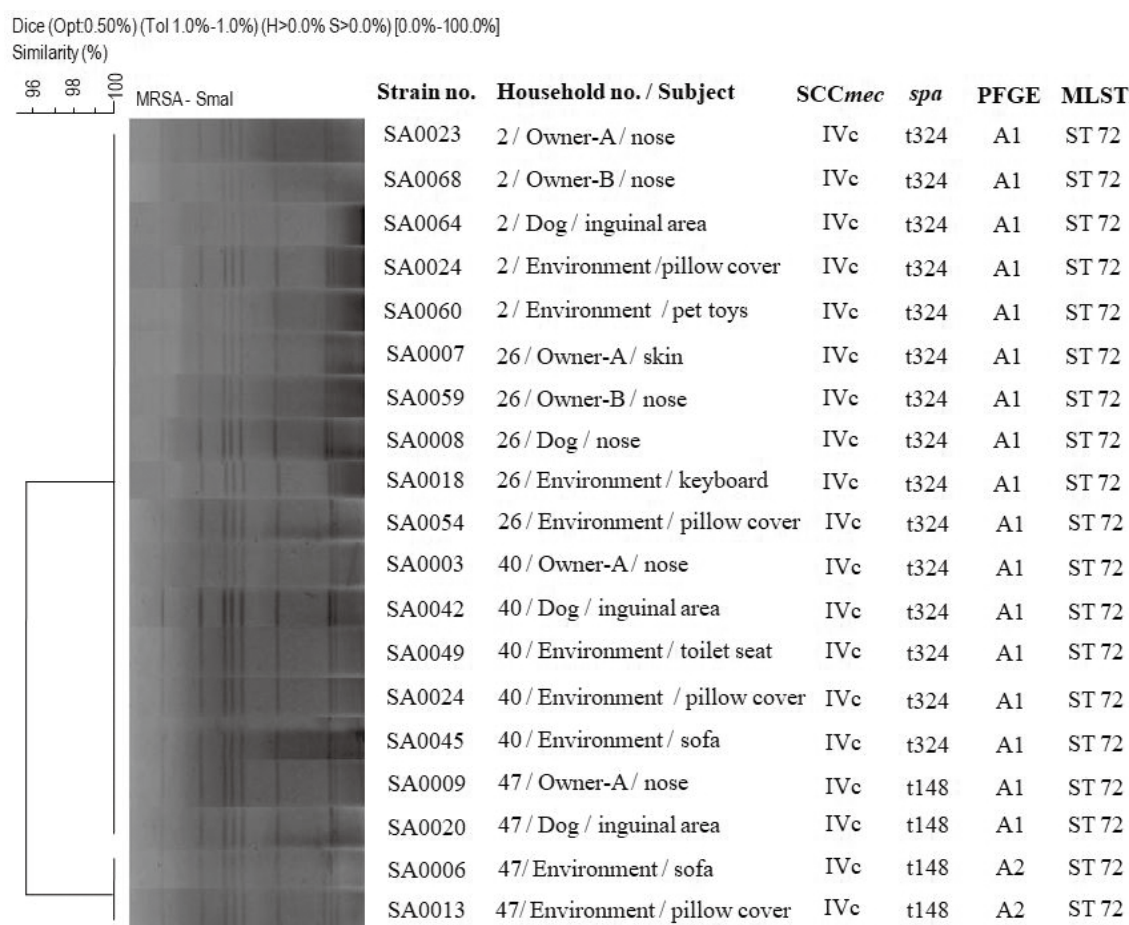 Dice (Opt:0.50%) (Tol 1.0%-1.0%) (H>0.0% S>0.0%) [0.0%-100.0%]
Similarity (%)
96 98 100
MRSA - SmaI Strain no. Household no. / Subject SCCmec spa PFGE MLST
SA0023 2 / Owner-A / nose IVc t324 A1 ST 72
SA0068 2 / Owner-B / nose IVc t324 A1 ST 72
SA0064 2 / Dog / inguinal area IVc t324 A1 ST 72
SA0024 2 / Environment /pillow cover IVc t324 A1 ST 72
SA0060 2 / Environment / pet toys IVc t324 A1 ST 72
SA0007 26 / Owner-A / skin IVc t324 A1 ST 72
SA0059 26 / Owner-B / nose IVc t324 A1 ST 72
SA0008 26 / Dog / nose IVc t324 A1 ST 72
SA0018 26 / Environment / keyboard IVc t324 A1 ST 72
SA0054 26 / Environment / pillow cover IVc t324 A1 ST 72
SA0003 40 / Owner-A / nose IVc t324 A1 ST 72
SA0042 40 / Dog / inguinal area IVc t324 A1 ST 72
SA0049 40 / Environment / toilet seat IVc t324 A1 ST 72
SA0024 40 / Environment / pillow cover IVc t324 A1 ST 72
SA0045 40 / Environment / sofa IVc t324 A1 ST 72
SA0009 47 / Owner-A / nose IVc t148 A1 ST 72
SA0020 47 / Dog / inguinal area IVc t148 A1 ST 72
SA0006 47/ Environment / sofa IVc t148 A2 ST 72
SA0013 47/ Environment / pillow cover IVc t148 A2 ST 72